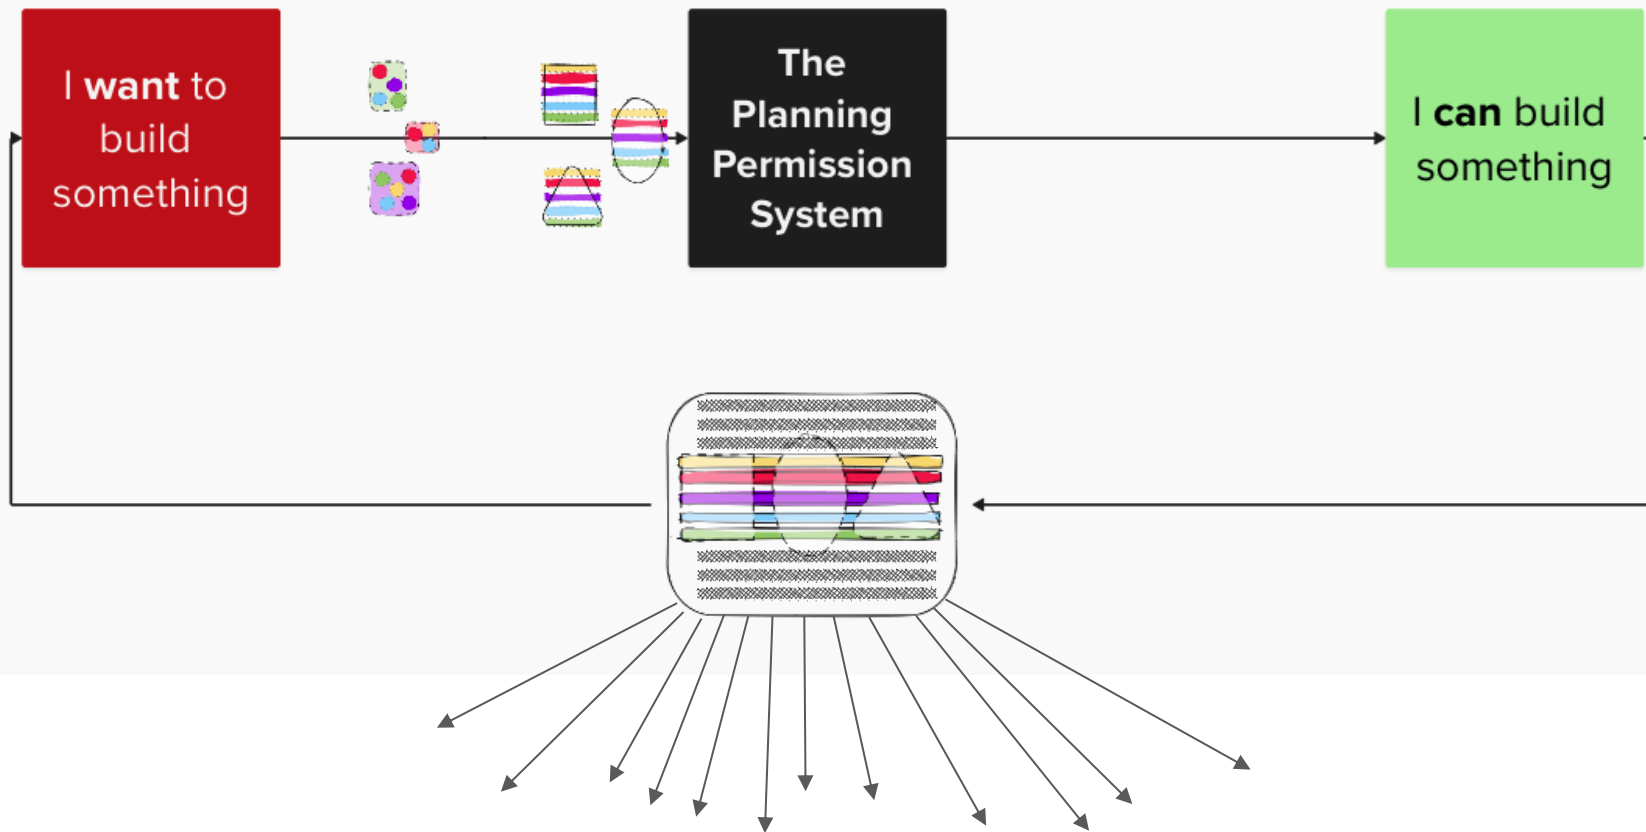 I want to
build
something
The
Planning
Permission
System
I can build
something